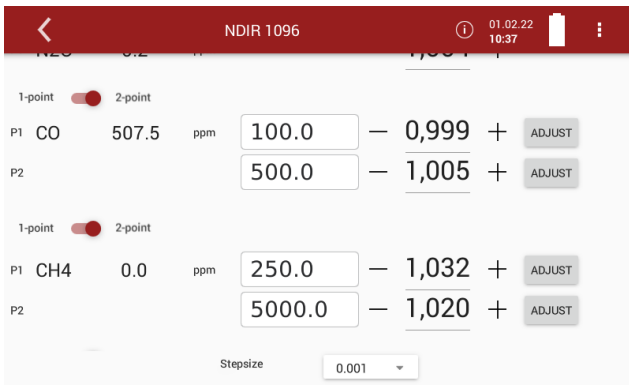 NDIR 1096 01.02.22
10:37
1-point 2-point
P1 CO 507.5 ppm 100.0 — 0,999 + ADJUST
P2 500.0 — 1,005 + ADJUST
1-point 2-point
P1 CH4 0.0 ppm 250.0 — 1,032 + ADJUST
P2 5000.0 — 1,020 + ADJUST
Stepsize 0.001